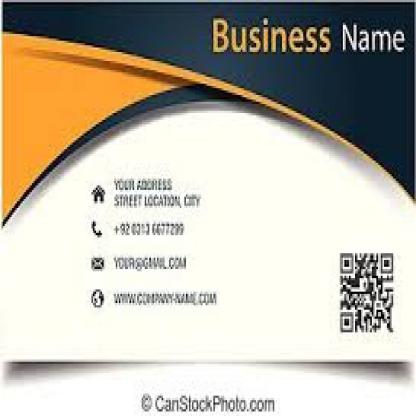 Business Name
YOUR ADDRESS
STREET LOCATION, CITY
+92 0313 6677299
YOUR@GMAIL.COM
WWW.COMPANY-NAME.COM
© CanStockPhoto.com